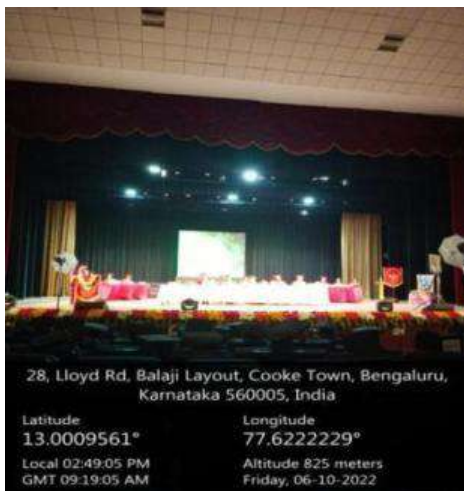 28, Lloyd Rd, Balaji Layout, Cooke Town, Bengaluru,
Karnataka 560005, India
Latitude
13.0009561°
Longitude
77.6222229°
Local 02:49:05 PM
GMT 09:19:05 AM
Altitude 825 meters
Friday, 06-10-2022